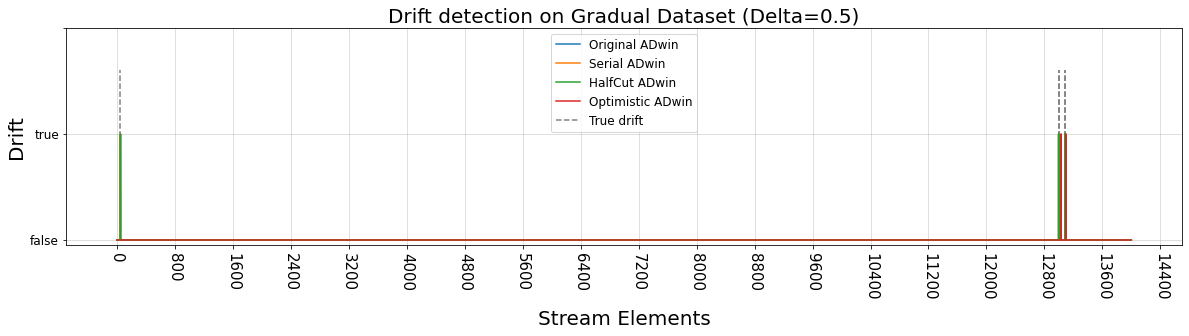 Drift detection on Gradual Dataset (Delta=0.5)
Original ADwin
Serial ADwin
HalfCut ADwin
Optimistic ADwin
True drift
Drift
true
false
0
800
1600
2400
3200
4000
4800
5600
6400
7200
8000
8800
9600
10400
11200
12000
12800
13600
14400
Stream Elements